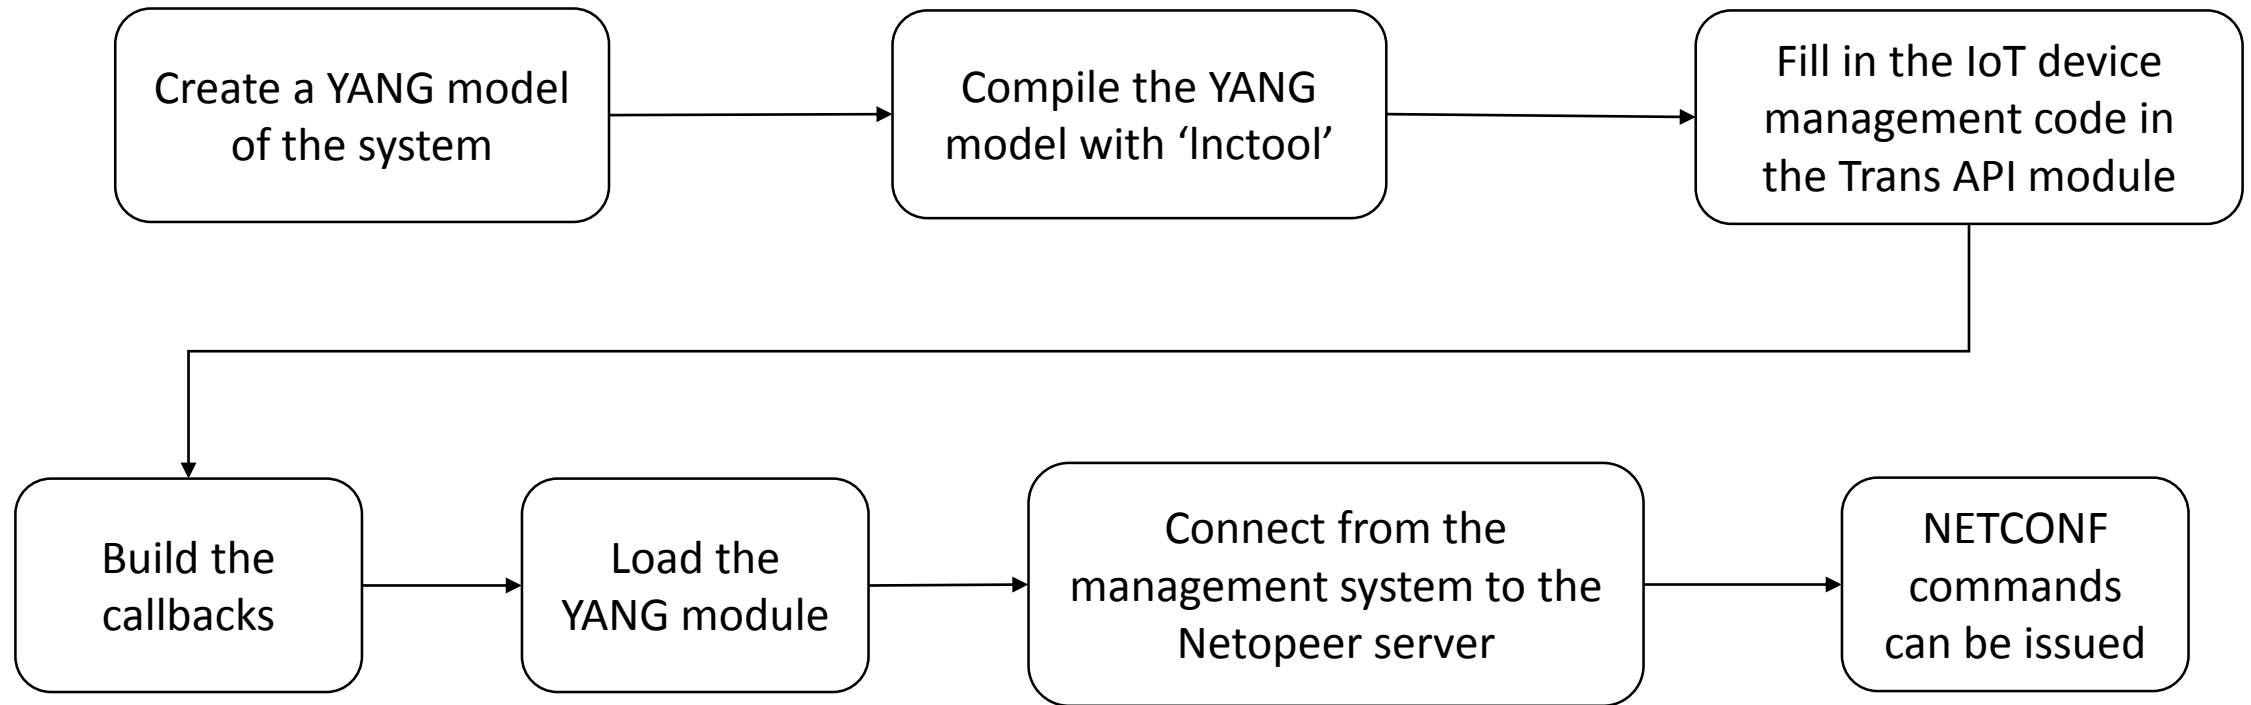 Create a YANG model
of the system
Compile the YANG
model with ‘lnctool’
Fill in the IoT device
management code in
the Trans API module
Build the
callbacks
Load the
YANG module
Connect from the
management system to the
Netopeer server
NETCONF
commands
can be issued